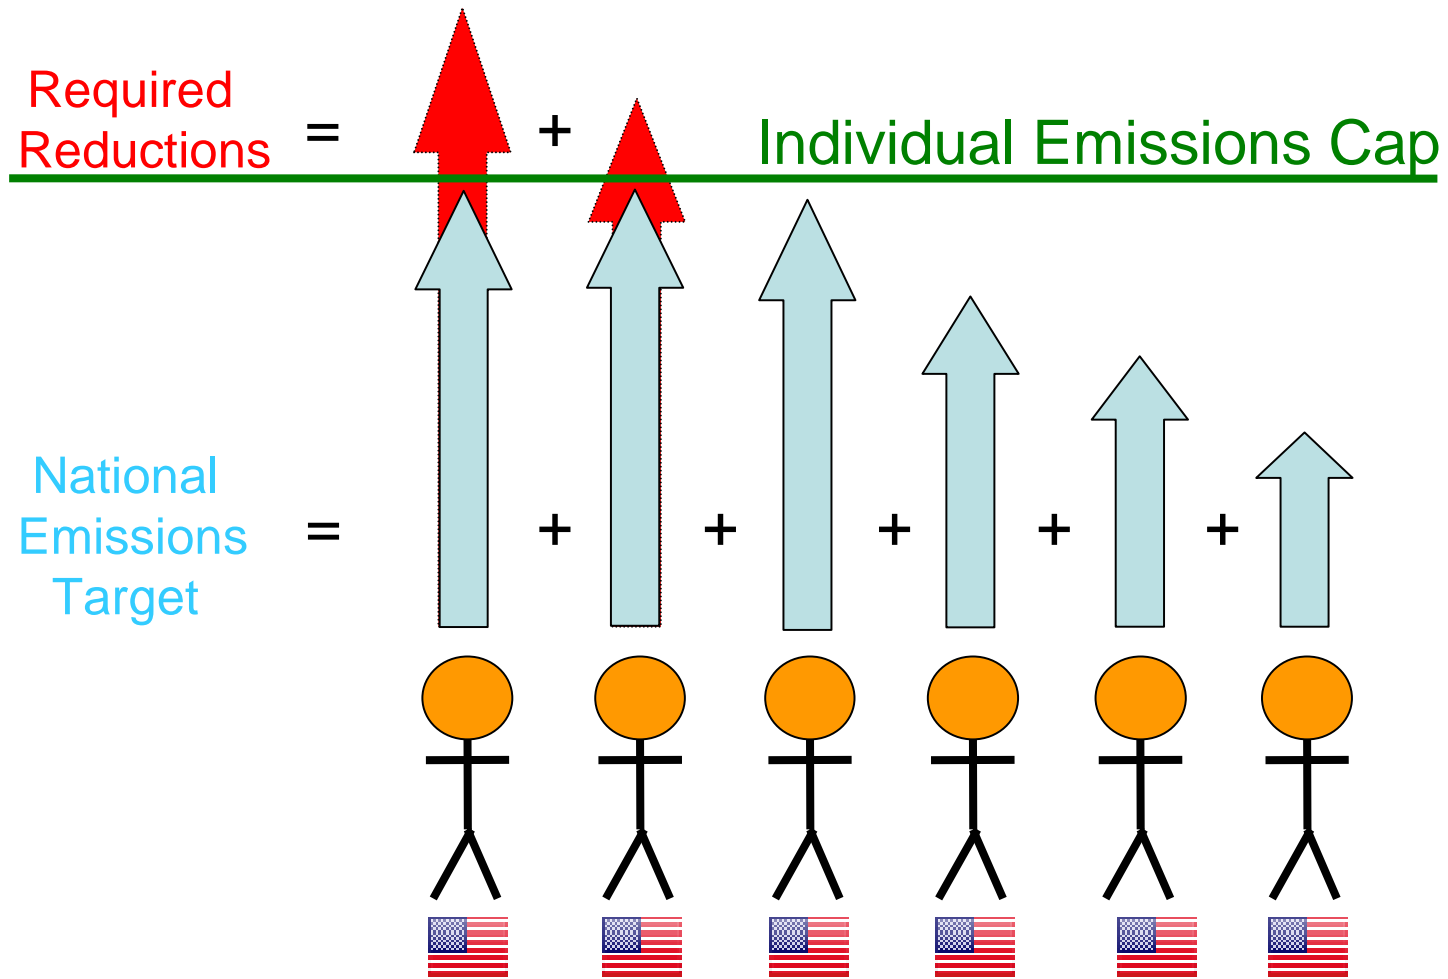 Required
Reductions = +
Individual Emissions Cap
National
Emissions = + + + + +
Target